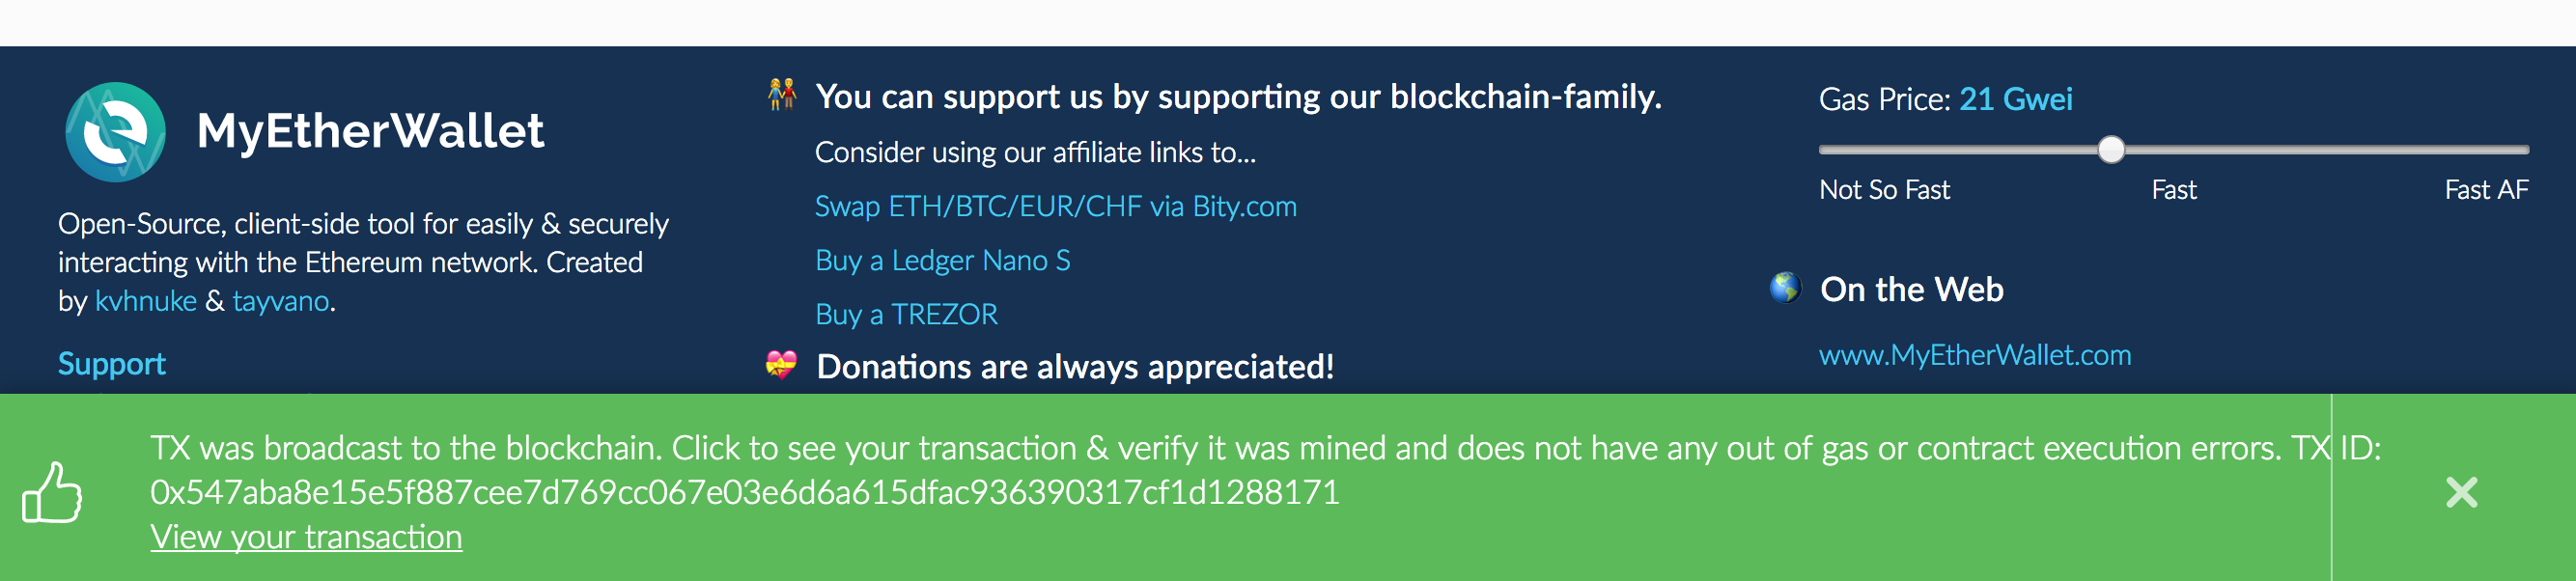 MyEtherWallet
Open-Source, client-side tool for easily & securely
interacting with the Ethereum network. Created
by kvhnuke & tayvano.
Support
You can support us by supporting our blockchain-family.
Consider using our affiliate links to...
Swap ETH/BTC/EUR/CHF via Bity.com
Buy a Ledger Nano S
Buy a TREZOR
Donations are always appreciated!
Gas Price: 21 Gwei
Not So Fast Fast Fast AF
On the Web
www.MyEtherWallet.com
TX was broadcast to the blockchain. Click to see your transaction & verify it was mined and does not have any out of gas or contract execution errors. TX ID:
0x547aba8e15e5f887cee7d769cc067e03e6d6a615dfac936390317cf1d1288171
View your transaction